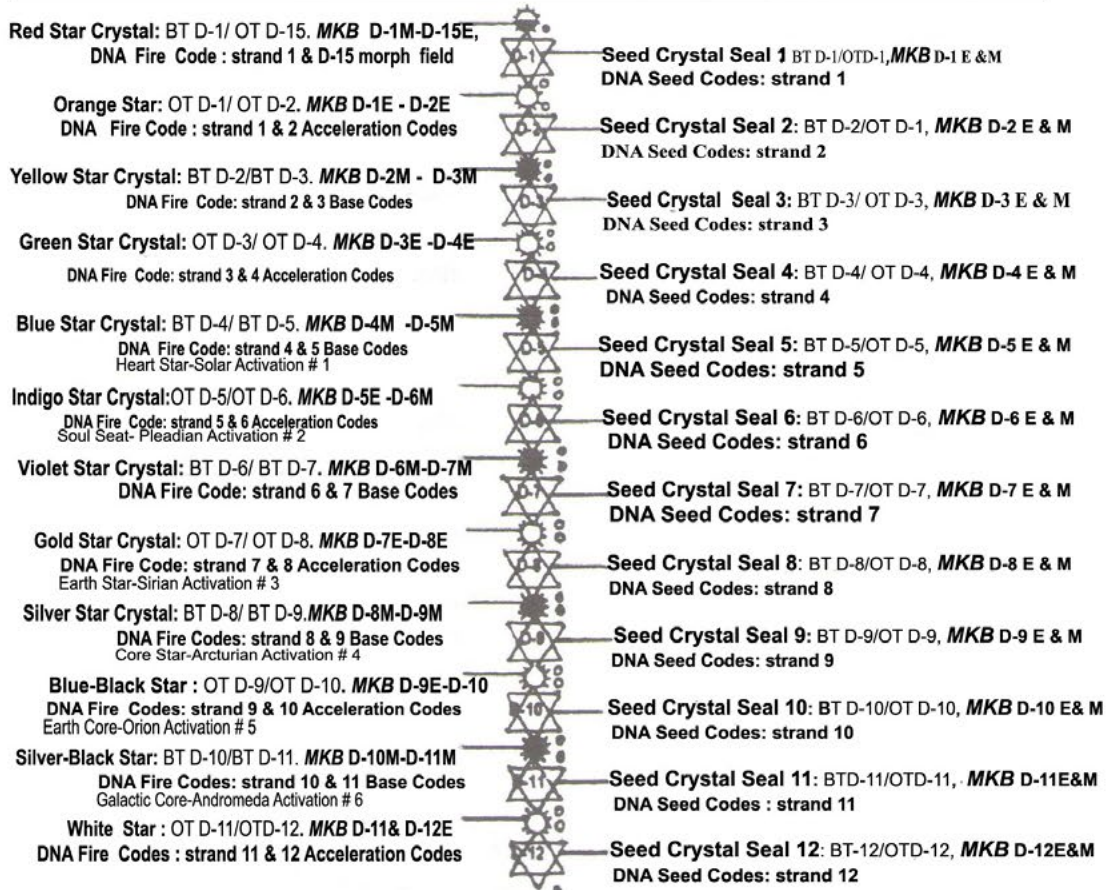 Red Star Crystal: BT D-1/ OT D-15. MKB D-1M-D-15E,
DNA Fire Code : strand 1 & D-15 morph field
Orange Star: OT D-1/ OT D-2. MKB D-1E - D-2E
DNA Fire Code : strand 1 & 2 Acceleration Codes
Yellow Star Crystal: BT D-2/BT D-3. MKB D-2M - D-3M
DNA Fire Code: strand 2 & 3 Base Codes
Green Star Crystal: OT D-3/ OT D-4. MKB D-3E -D-4E
DNA Fire Code: strand 3 & 4 Acceleration Codes
Blue Star Crystal: BT D-4/ BT D-5. MKB D-4M -D-5M
DNA Fire Code: strand 4 & 5 Base Codes
Heart Star-Solar Activation # 1
Indigo Star Crystal:OT D-5/OT D-6. MKB D-5E -D-6M
DNA Fire Code: strand 5 & 6 Acceleration Codes
Soul Seat- Pleadian Activation # 2
Violet Star Crystal: BT D-6/ BT D-7. MKB D-6M-D-7M
DNA Fire Code: strand 6 & 7 Base Codes
Gold Star Crystal: OT D-7/ OT D-8. MKB D-7E-D-8E
DNA Fire Code: strand 7 & 8 Acceleration Codes
Earth Star-Sirian Activation # 3
Silver Star Crystal: BT D-8/ BT D-9.MKB D-8M-D-9M
DNA Fire Codes: strand 8 & 9 Base Codes
Core Star-Arcturian Activation # 4
Blue-Black Star : OT D-9/OT D-10. MKB D-9E-D-10
DNA Fire Codes: strand 9 & 10 Acceleration Codes
Earth Core-Orion Activation # 5
Silver-Black Star: BT D-10/BT D-11. MKB D-10M-D-11M
DNA Fire Codes: strand 10 & 11 Base Codes
Galactic Core-Andromeda Activation # 6
White Star : OT D-11/OTD-12. MKB D-11& D-12E
DNA Fire Codes : strand 11 & 12 Acceleration Codes
D-1
D-2
D-3
D-4
D-5
D-6
D-7
D-8
D-9
D-10
D-11
D-12
Seed Crystal Seal 1 BT D-1/OTD-1,MKB D-1 E &M
DNA Seed Codes: strand 1
Seed Crystal Seal 2: BT D-2/OT D-1, MKB D-2 E & M
DNA Seed Codes: strand 2
Seed Crystal Seal 3: BT D-3/ OT D-3, MKB D-3 E & M
DNA Seed Codes: strand 3
Seed Crystal Seal 4: BT D-4/ OT D-4, MKB D-4 E & M
DNA Seed Codes: strand 4
Seed Crystal Seal 5: BT D-5/OT D-5, MKB D-5 E & M
DNA Seed Codes: strand 5
Seed Crystal Seal 6: BT D-6/OT D-6, MKB D-6 E & M
DNA Seed Codes: strand 6
Seed Crystal Seal 7: BT D-7/OT D-7, MKB D-7 E & M
DNA Seed Codes: strand 7
Seed Crystal Seal 8: BT D-8/OT D-8, MKB D-8 E & M
DNA Seed Codes: strand 8
Seed Crystal Seal 9: BT D-9/OT D-9, MKB D-9 E & M
DNA Seed Codes: strand 9
Seed Crystal Seal 10: BT D-10/OT D-10, MKB D-10 E& M
DNA Seed Codes: strand 10
Seed Crystal Seal 11: BTD-11/OTD-11, MKB D-11E&M
DNA Seed Codes : strand 11
Seed Crystal Seal 12: BT-12/OTD-12, MKB D-12E&M
DNA Seed Codes: strand 12